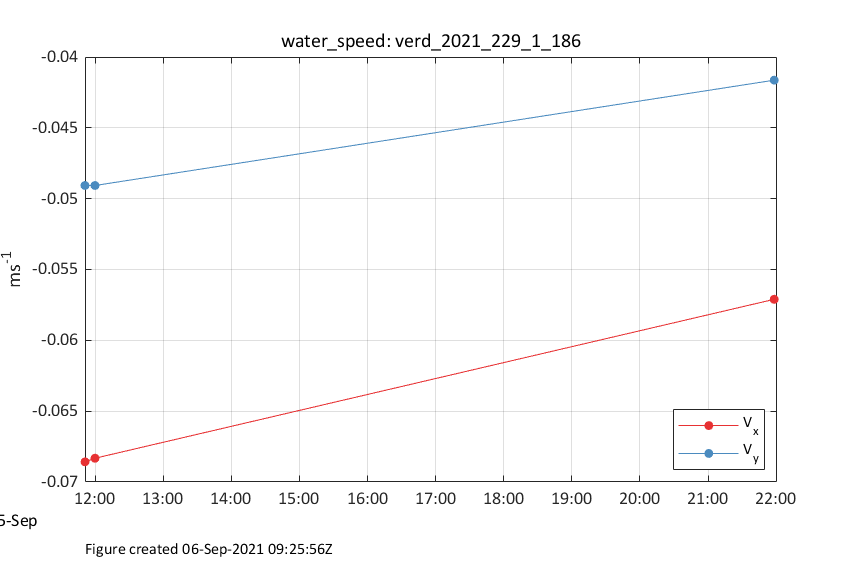 water_speed: verd_2021_229_1_186
-0.04
-0.045
-0.05
-0.055
-0.06
-0.065
-0.07
ms-1
Vx
Vy
12:00 13:00 14:00 15:00 16:00 17:00 18:00 19:00 20:00 21:00 22:00
5-Sep
Figure created 06-Sep-2021 09:25:56Z